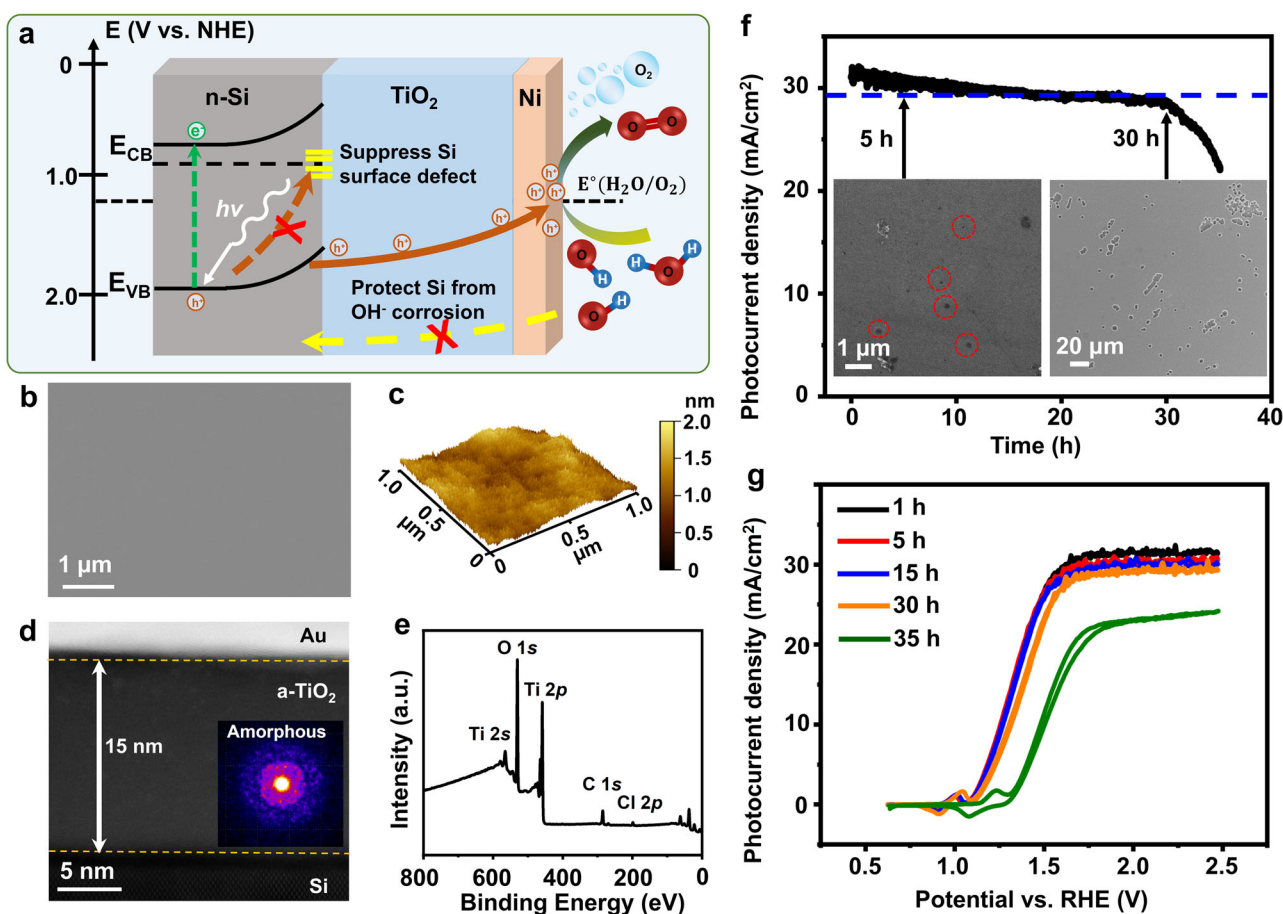 a
E (V vs. NHE)
0
1.0
2.0
n-Si
TiO₂
Ni
O₂
E_CB
E_VB
e⁻
hv
h⁺
h⁺
h⁺
h⁺
h⁺
h⁺
h⁺
h⁺
Suppress Si
surface defect
Protect Si from
OH⁻ corrosion
E°(H₂O/O₂)
O
O
O
H
H
O
H
O
H
b
1 μm
c
nm
2.0
1.5
1.0
0.5
0
1.0
0.5
0
μm
0
0.5
1.0
μm
d
Au
a-TiO₂
15 nm
Amorphous
5 nm
Si
e
Intensity (a.u.)
O 1s
Ti 2p
Ti 2s
C 1s
Cl 2p
800 600 400 200 0
Binding Energy (eV)
f
Photocurrent density (mA/cm²)
30
20
10
0
5 h
30 h
1 μm
20 μm
0 10 20 30 40
Time (h)
g
Photocurrent density (mA/cm²)
30
20
10
0
1 h
5 h
15 h
30 h
35 h
0.5 1.0 1.5 2.0 2.5
Potential vs. RHE (V)